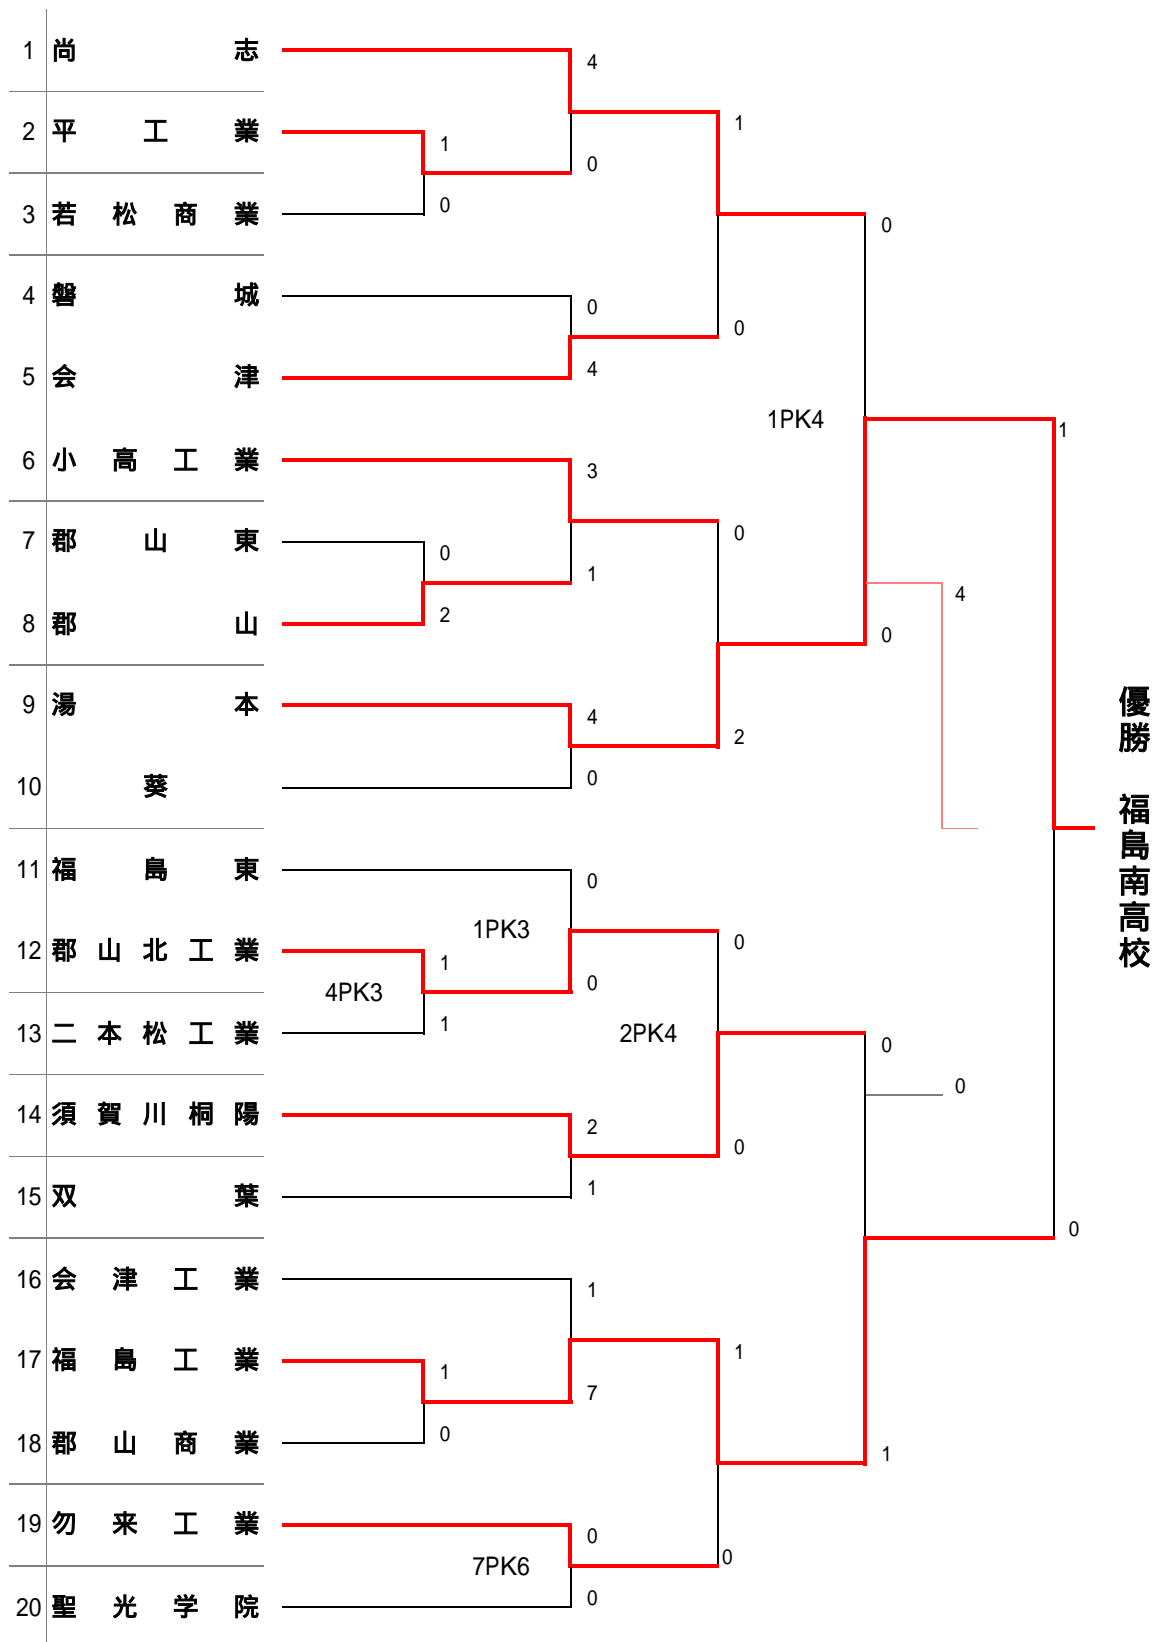 1 尚志
4
2 平工業
1
1
0
3 若松商業
0
0
4 磐城
0
0
5 会津
4
1PK4
1
6 小高工業
3
7 郡山東
0
0
1
4
8 郡山
2
0
9 湯本
4
2
10 葵
0
優勝 福島南高校
11 福島東
0
1PK3
12 郡山北工業
1
0
4PK3
0
13 二本松工業
1
2PK4
0
0
14 須賀川桐陽
2
0
15 双葉
1
0
16 会津工業
1
17 福島工業
1
1
7
18 郡山商業
0
1
19 勿来工業
0
7PK6
0
20 聖光学院
0